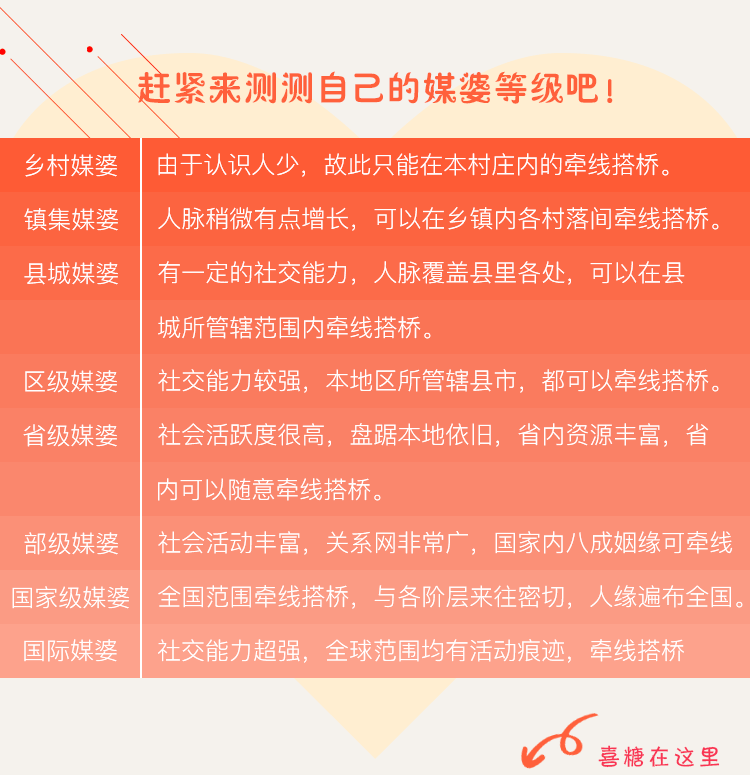 赶紧来测测自己的媒婆等级吧！
乡村媒婆 由于认识人少，故此只能在本村庄内的牵线搭桥。
镇集媒婆 人脉稍微有点增长，可以在乡镇内各村落间牵线搭桥。
县城媒婆 有一定的社交能力，人脉覆盖县里各处，可以在县
城所管辖范围内牵线搭桥。
区级媒婆 社交能力较强，本地区所管辖县市，都可以牵线搭桥。
省级媒婆 社会活跃度很高，盘踞本地依旧，省内资源丰富，省
内可以随意牵线搭桥。
部级媒婆 社会活动丰富，关系网非常广，国家内八成姻缘可牵线
国家级媒婆 全国范围牵线搭桥，与各阶层来往密切，人缘遍布全国。
国际媒婆 社交能力超强，全球范围均有活动痕迹，牵线搭桥
喜糖在这里